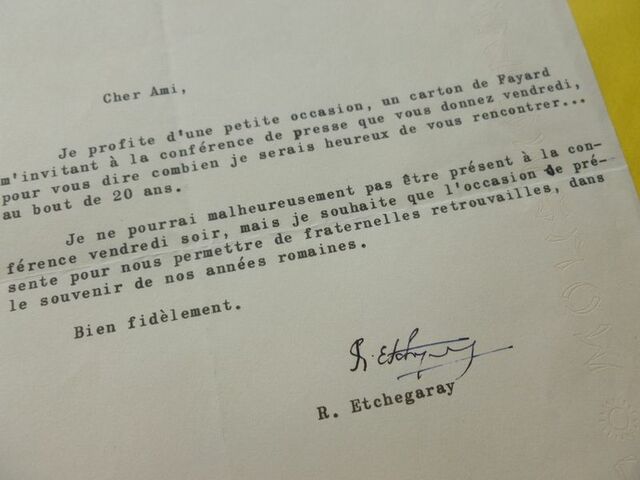 Cher Ami,
Je profite d'une petite occasion, un carton de Fayard
m'invitant à la conférence de presse que vous donnez vendredi,
pour vous dire combien je serais heureux de vous rencontrer...
au bout de 20 ans.
Je ne pourrai malheureusement pas être présent à la con-
férence vendredi soir, mais je souhaite que l'occasion se pré-
sente pour nous permettre de fraternelles retrouvailles, dans
le souvenir de nos années romaines.
Bien fidèlement.
R. Etchegaray
R. Etchegaray